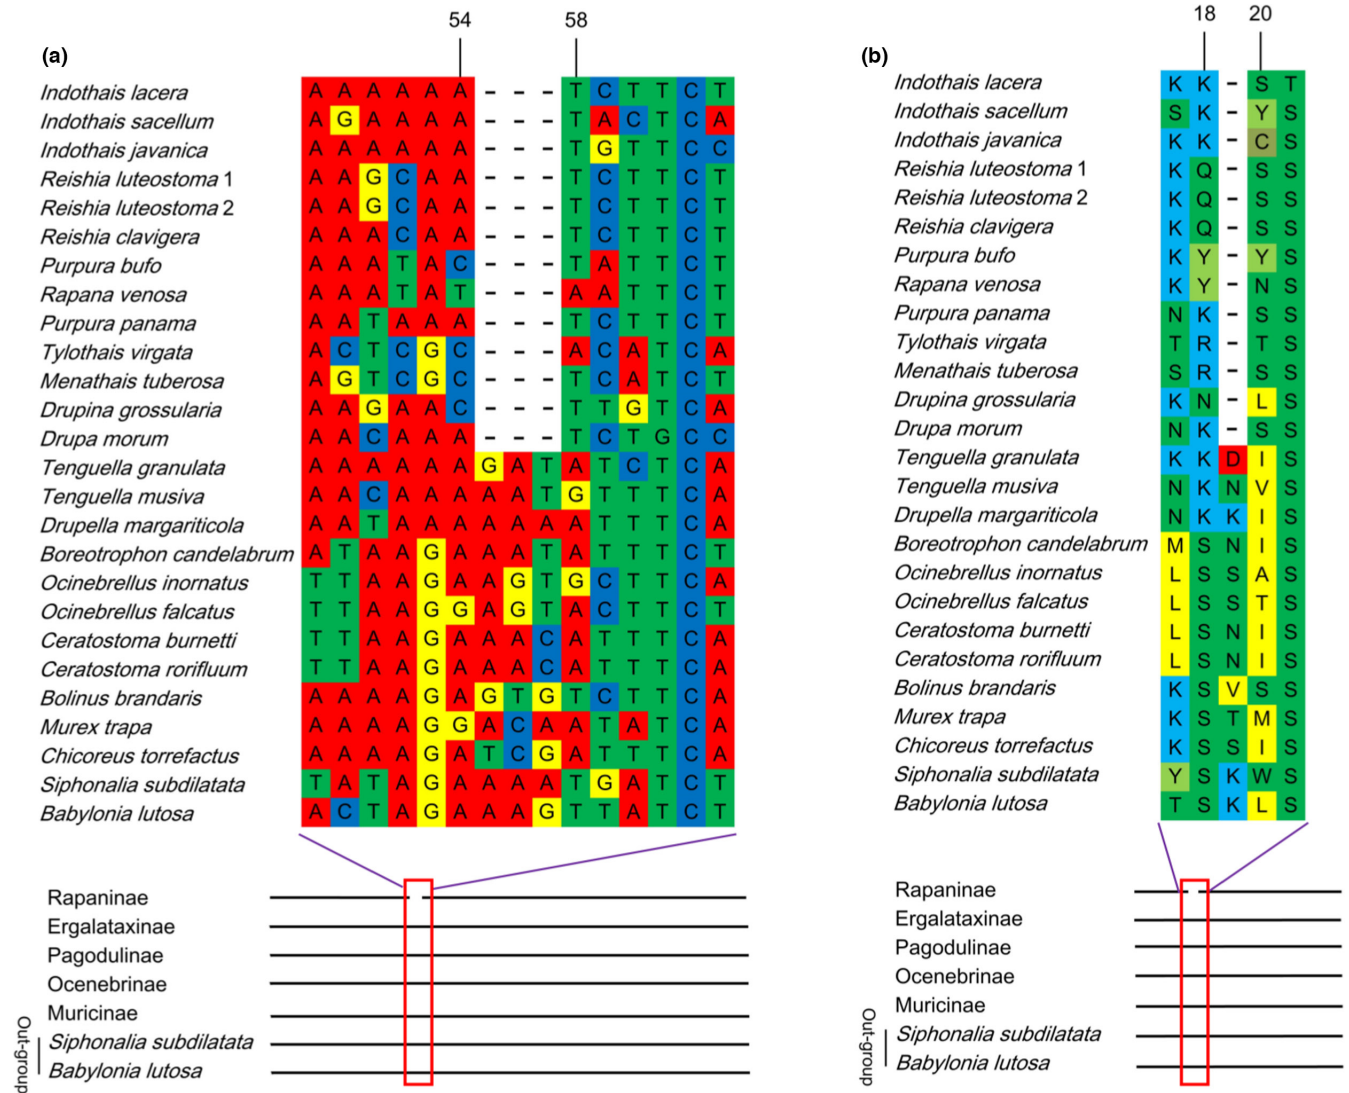 54 58
(a)
Indothais lacera A A A A A A - - - T C T T C T
Indothais sacellum A G A A A A - - - T A C T C A
Indothais javanica A A A A A A - - - T G T T C C
Reishia luteostoma 1 A A G C A A - - - T C T T C T
Reishia luteostoma 2 A A G C A A - - - T C T T C T
Reishia clavigera A A A C A A - - - T C T T C T
Purpura bufo A A A T A C - - - T A T T C T
Rapana venosa A A A T A T - - - A A T T C T
Purpura panama A A T A A A - - - T C T T C T
Tylothais virgata A C T C G C - - - A C A T C A
Menathais tuberosa A G T C G C - - - T C A T C T
Drupina grossularia A A G A A C - - - T T G T C A
Drupa morum A A C A A A - - - T C T G C C
Tenguella granulata A A A A A A G A T A T C T C A
Tenguella musiva A A C A A A A A T G T T T C A
Drupella margariticola A A T A A A A A A A T T T C A
Boreotrophon candelabrum A T A A G A A A T A T T T C T
Ocinebrellus inornatus T T A A G A A G T G C T T C A
Ocinebrellus falcatus T T A A G G A G T A C T T C T
Ceratostoma burnetti T T A A G A A A C A T T T C A
Ceratostoma rorifluum T T A A G A A A C A T T T C A
Bolinus brandaris A A A A G A G T G T C T T C A
Murex trapa A A A A G G A C A A T A T C A
Chicoreus torrefactus A A A A G A T C G A T T T C A
Siphonalia subdilatata T A T A G A A A A T G A T C T
Babylonia lutosa A C T A G A A A G T T A T C T
Rapaninae
Ergalataxinae
Pagodulinae
Ocenebrinae
Muricinae
Siphonalia subdilatata
Babylonia lutosa
Out-group
18 20
(b)
Indothais lacera K K - S T
Indothais sacellum S K - Y S
Indothais javanica K K - C S
Reishia luteostoma 1 K Q - S S
Reishia luteostoma 2 K Q - S S
Reishia clavigera K Q - S S
Purpura bufo K Y - Y S
Rapana venosa K Y - N S
Purpura panama N K - S S
Tylothais virgata T R - T S
Menathais tuberosa S R - S S
Drupina grossularia K N - L S
Drupa morum N K - S S
Tenguella granulata K K D I S
Tenguella musiva N K N V S
Drupella margariticola N K K I S
Boreotrophon candelabrum M S N I S
Ocinebrellus inornatus L S S A S
Ocinebrellus falcatus L S S T S
Ceratostoma burnetti L S N I S
Ceratostoma rorifluum L S N I S
Bolinus brandaris K S V S S
Murex trapa K S T M S
Chicoreus torrefactus K S S I S
Siphonalia subdilatata Y S K W S
Babylonia lutosa T S K L S
Rapaninae
Ergalataxinae
Pagodulinae
Ocenebrinae
Muricinae
Siphonalia subdilatata
Babylonia lutosa
Out-group